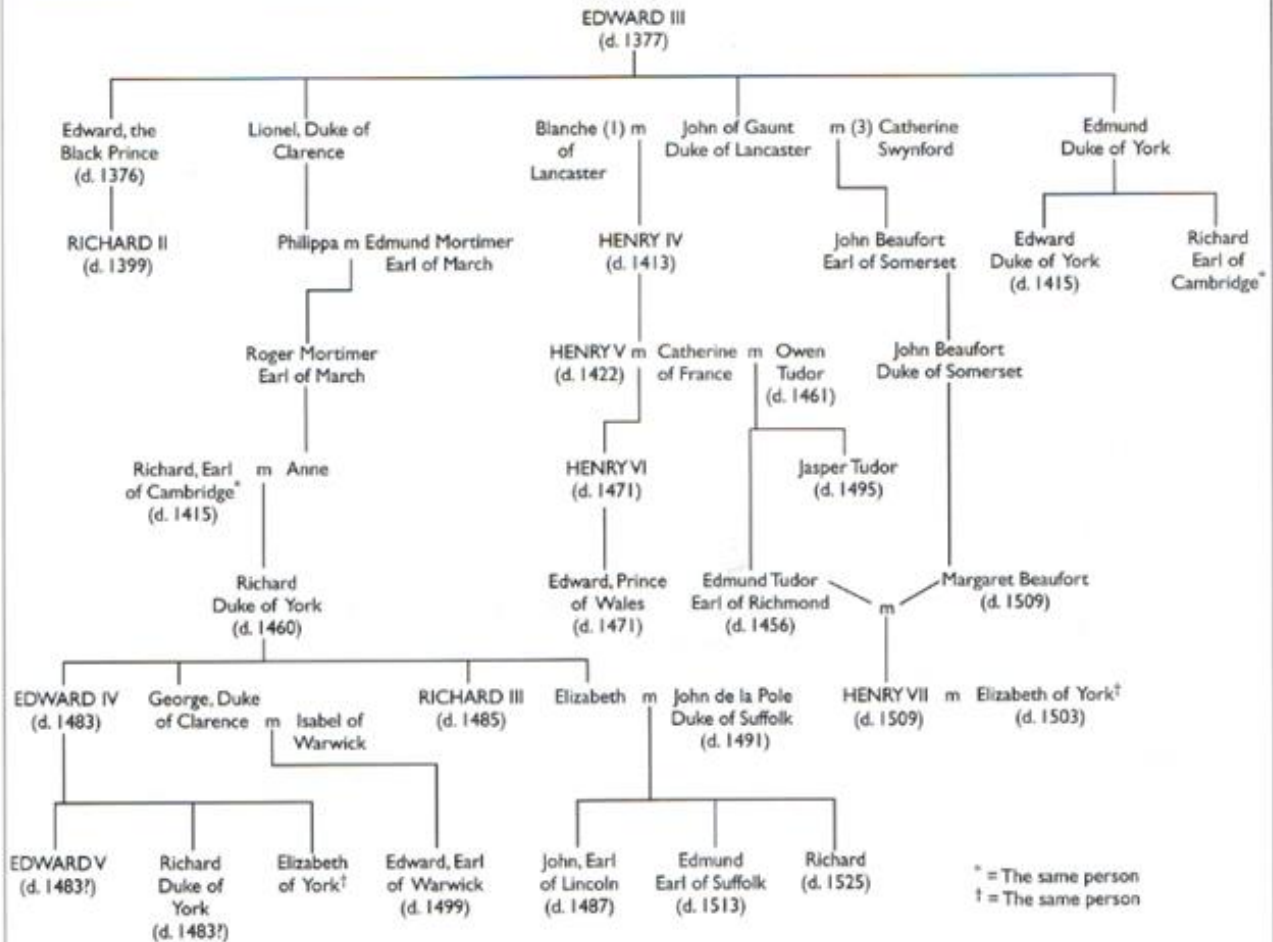 EDWARD III
(d. 1377)
Edward, the
Black Prince
(d. 1376)
Lionel, Duke of
Clarence
Blanche (1) m
of
Lancaster
John of Gaunt
Duke of Lancaster
m (3) Catherine
Swynford
Edmund
Duke of York
RICHARD II
(d. 1399)
Philippa m Edmund Mortimer
Earl of March
HENRY IV
(d. 1413)
John Beaufort
Earl of Somerset
Edward
Duke of York
(d. 1415)
Richard
Earl of
Cambridge*
Roger Mortimer
Earl of March
HENRY V m Catherine m Owen
(d. 1422) of France Tudor
(d. 1461)
John Beaufort
Duke of Somerset
Richard, Earl m Anne
of Cambridge*
(d. 1415)
HENRY VI
(d. 1471)
Jasper Tudor
(d. 1495)
Richard
Duke of York
(d. 1460)
Edward, Prince
of Wales
(d. 1471)
Edmund Tudor
Earl of Richmond
(d. 1456)
m
Margaret Beaufort
(d. 1509)
EDWARD IV
(d. 1483)
George, Duke
of Clarence m Isabel of
Warwick
RICHARD III
(d. 1485)
Elizabeth m John de la Pole
Duke of Suffolk
(d. 1491)
HENRY VII m Elizabeth of York†
(d. 1509) (d. 1503)
EDWARD V
(d. 1483?)
Richard
Duke of
York
(d. 1483?)
Elizabeth
of York†
Edward, Earl
of Warwick
(d. 1499)
John, Earl
of Lincoln
(d. 1487)
Edmund
Earl of Suffolk
(d. 1513)
Richard
(d. 1525)
* = The same person
† = The same person